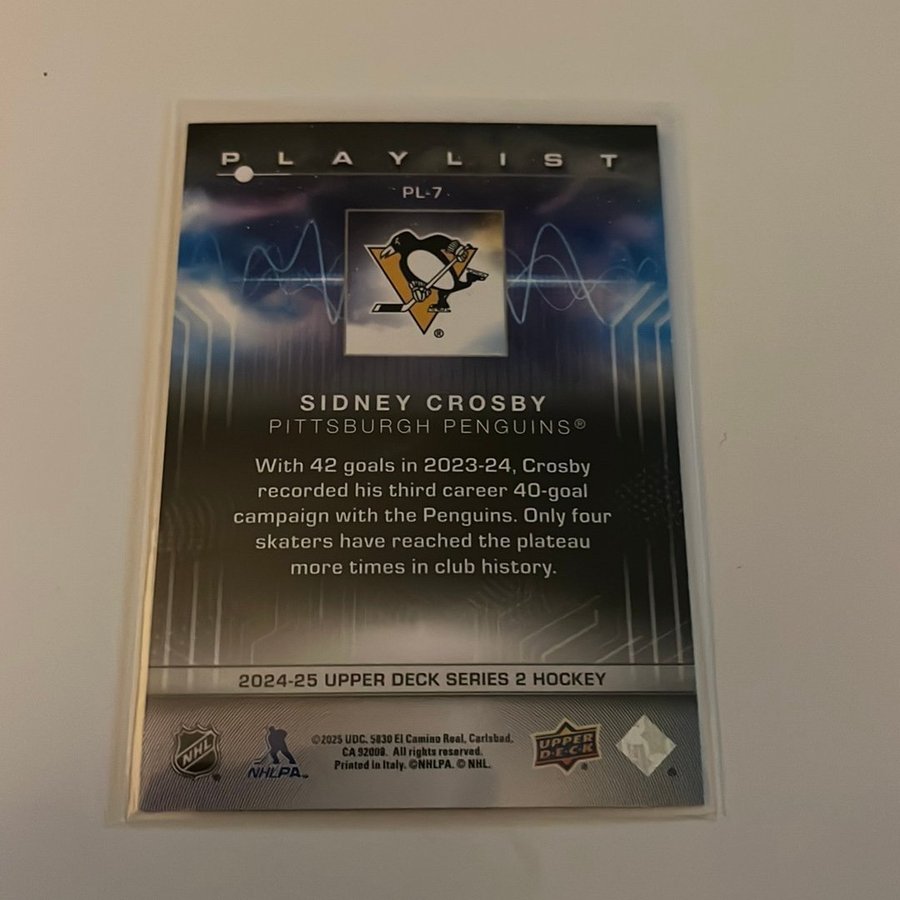 PLAYLIST
PL-7
®
SIDNEY CROSBY
PITTSBURGH PENGUINS®
With 42 goals in 2023-24, Crosby
recorded his third career 40-goal
campaign with the Penguins. Only four
skaters have reached the plateau
more times in club history.
2024-25 UPPER DECK SERIES 2 HOCKEY
NHL
NHLPA
©2025 UDC. 5830 El Camino Real, Carlsbad,
CA 92008. All rights reserved.
Printed in Italy. ©NHLPA. © NHL.
UPPER
DECK